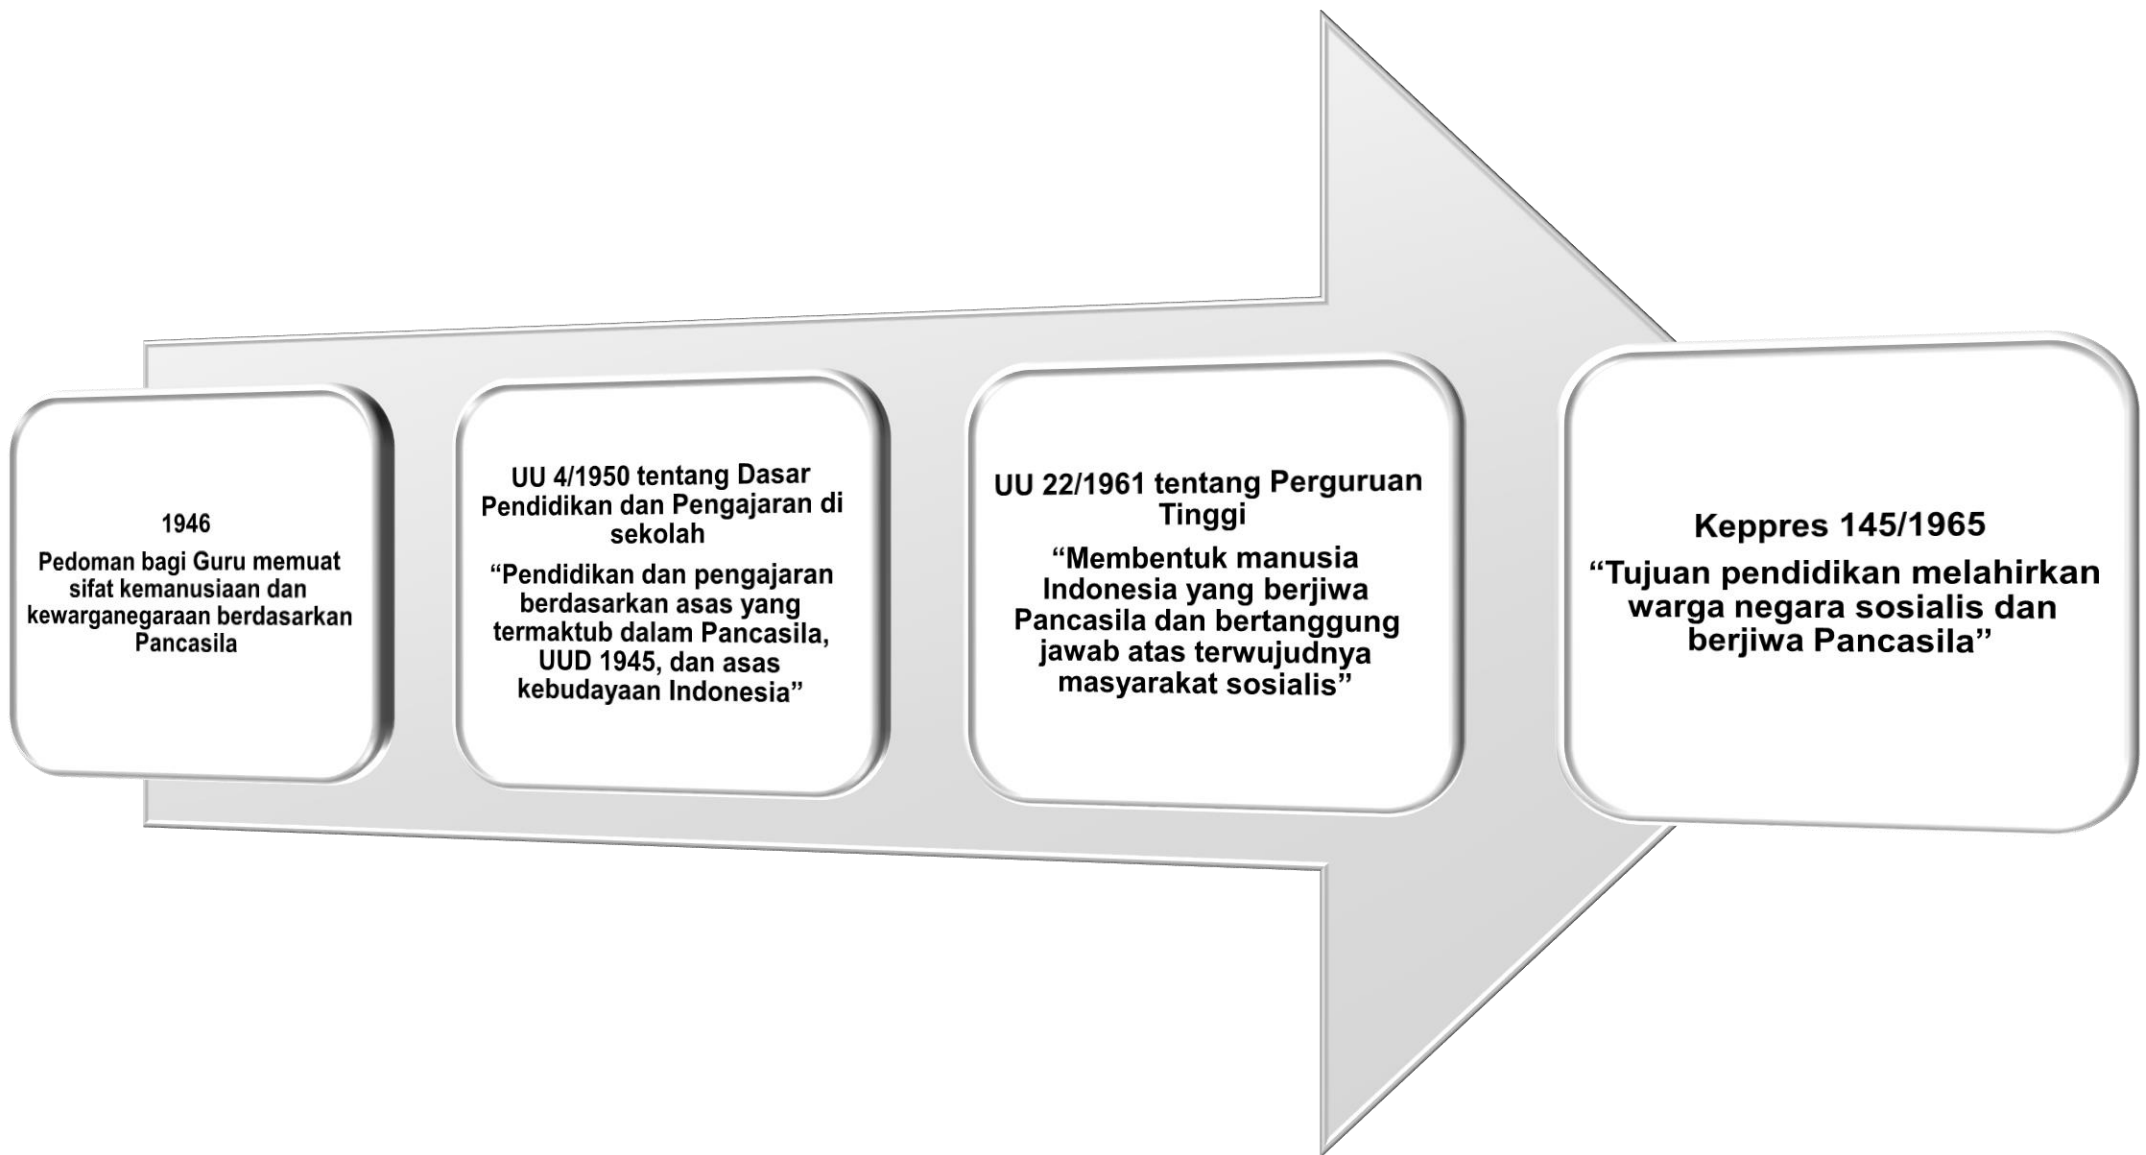 1946
Pedoman bagi Guru memuat
sifat kemanusiaan dan
kewarganegaraan berdasarkan
Pancasila
UU 4/1950 tentang Dasar
Pendidikan dan Pengajaran di
sekolah
“Pendidikan dan pengajaran
berdasarkan asas yang
termaktub dalam Pancasila,
UUD 1945, dan asas
kebudayaan Indonesia”
UU 22/1961 tentang Perguruan
Tinggi
“Membentuk manusia
Indonesia yang berjiwa
Pancasila dan bertanggung
jawab atas terwujudnya
masyarakat sosialis”
Keppres 145/1965
“Tujuan pendidikan melahirkan
warga negara sosialis dan
berjiwa Pancasila”